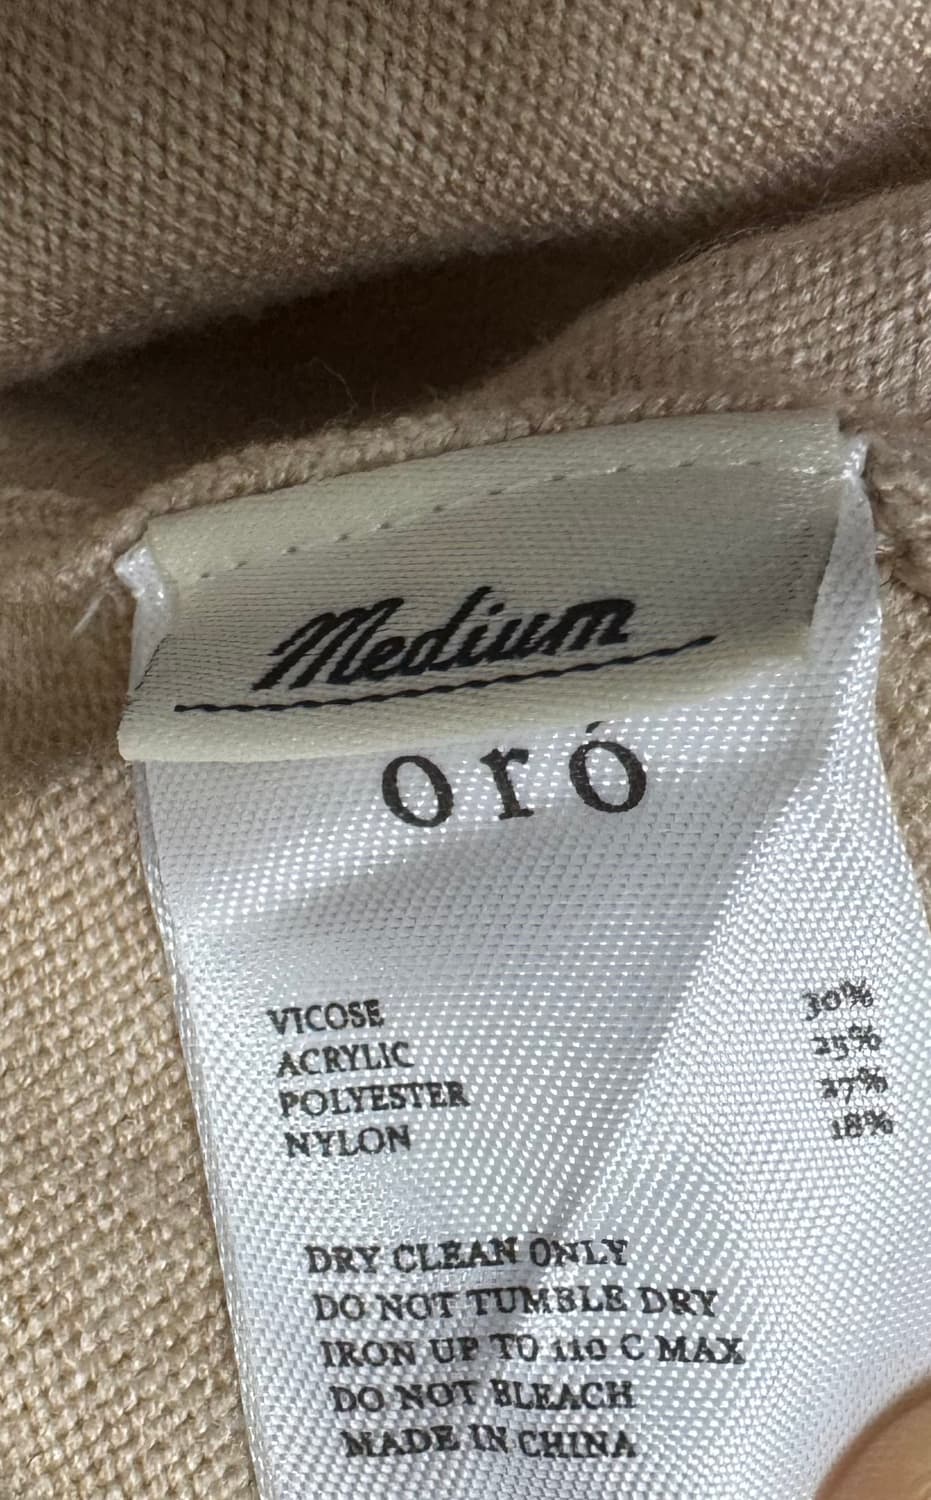 Medium
oró
VICOSE 30%
ACRYLIC 25%
POLYESTER 27%
NYLON 18%
DRY CLEAN ONLY
DO NOT TUMBLE DRY
IRON UP TO 110 C MAX
DO NOT BLEACH
MADE IN CHINA